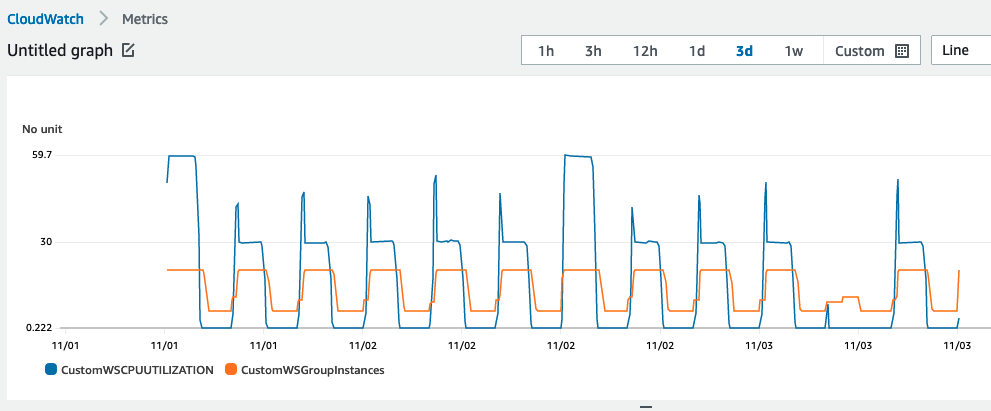 CloudWatch > Metrics
Untitled graph
1h 3h 12h 1d 3d 1w Custom Line
No unit
59.7
30
0.222
11/01 11/01 11/01 11/02 11/02 11/02 11/02 11/03 11/03 11/03
CustomWSCPUUTILIZATION CustomWSGroupInstances